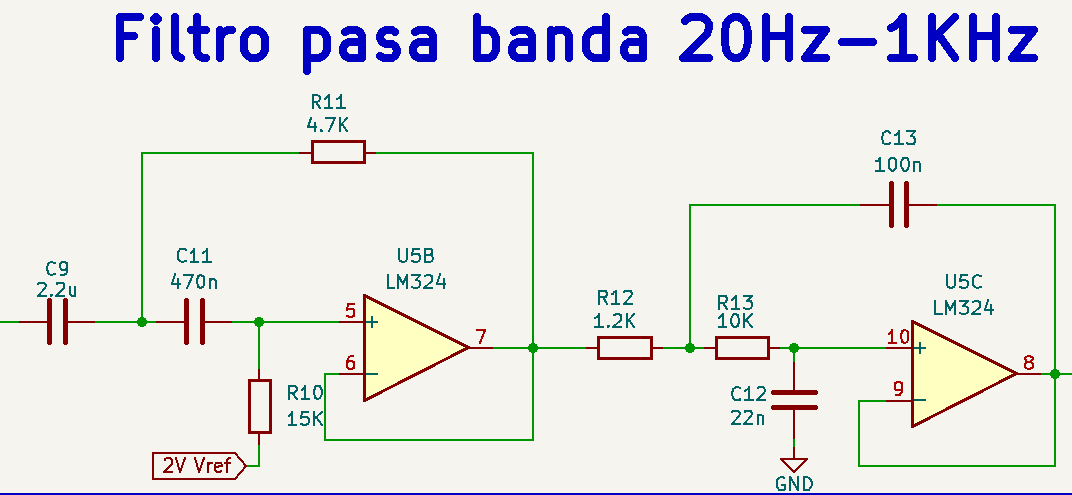 Filtro pasa banda 20Hz-1KHz
R11
4.7K
C13
100n
C9
2.2u
C11
470n
U5B
LM324
5
+
6
-
7
R10
15K
2V Vref
R12
1.2K
R13
10K
C12
22n
GND
U5C
LM324
10
+
9
-
8